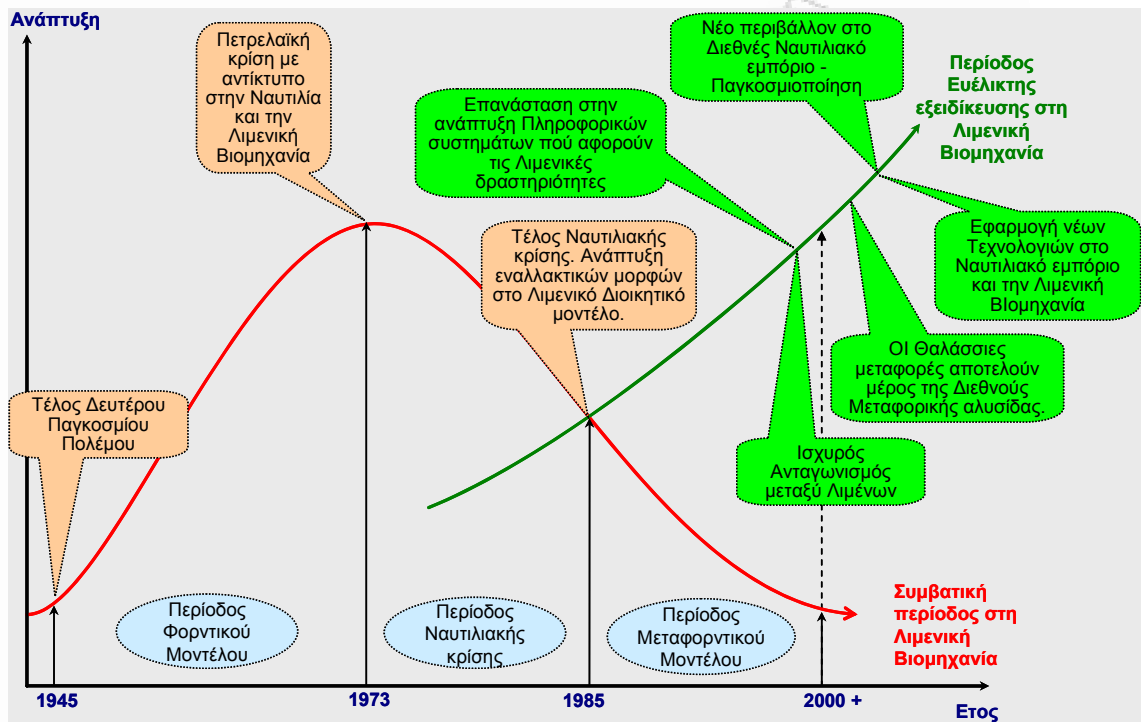 Ανάπτυξη
Πετρελαϊκή
κρίση με
αντίκτυπο
στην Ναυτιλία
και την
Λιμενική
Βιομηχανία
Νέο περιβάλλον στο
Διεθνές Ναυτιλιακό
εμπόριο -
Παγκοσμιοποίηση
Περίοδος
Ευέλικτης
εξειδίκευσης στη
Λιμενική
Βιομηχανία
Επανάσταση στην
ανάπτυξη Πληροφορικών
συστημάτων πού αφορούν
τις Λιμενικές
δραστηριότητες
Τέλος Ναυτιλιακής
κρίσης. Ανάπτυξη
εναλλακτικών μορφών
στο Λιμενικό Διοικητικό
μοντέλο.
Εφαρμογή νέων
Τεχνολογιών στο
Ναυτιλιακό εμπόριο
και την Λιμενική
ΒΙομηχανία
ΟΙ Θαλάσσιες
μεταφορές αποτελούν
μέρος της Διεθνούς
Μεταφορικής αλυσίδας.
Τέλος Δευτέρου
Παγκοσμίου
Πολέμου
Ισχυρός
Ανταγωνισμός
μεταξύ Λιμένων
Περίοδος
Φορντικού
Μοντέλου
Περίοδος
Ναυτιλιακής
κρίσης
Περίοδος
Μεταφορντικού
Μοντέλου
Συμβατική
περίοδος στη
Λιμενική
Βιομηχανία
1945
1973
1985
2000 +
Ετος